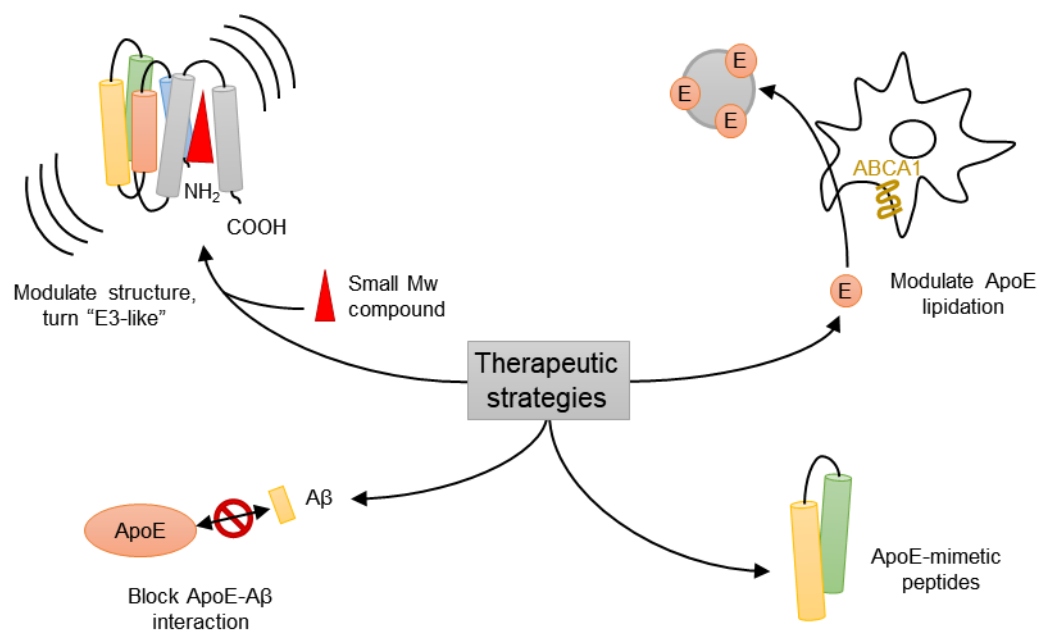 NH₂
COOH
Modulate structure,
turn “E3-like”
Small Mw
compound
E
E
E
ABCA1
E
Modulate ApoE
lipidation
Therapeutic
strategies
ApoE
Aβ
Block ApoE-Aβ
interaction
ApoE-mimetic
peptides